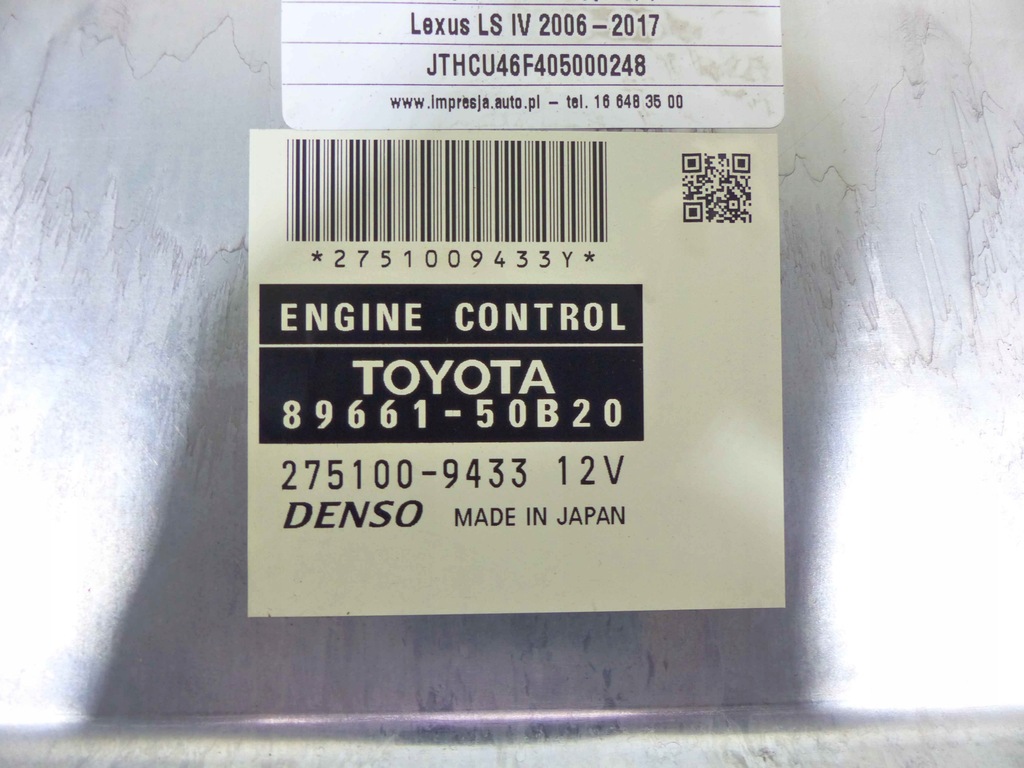 Lexus LS IV 2006-2017
JTHCU46F405000248
www.impresja.auto.pl - tel. 16 648 35 00
*2751009433Y*
ENGINE CONTROL
TOYOTA
89661-50B20
275100-9433 12V
DENSO MADE IN JAPAN